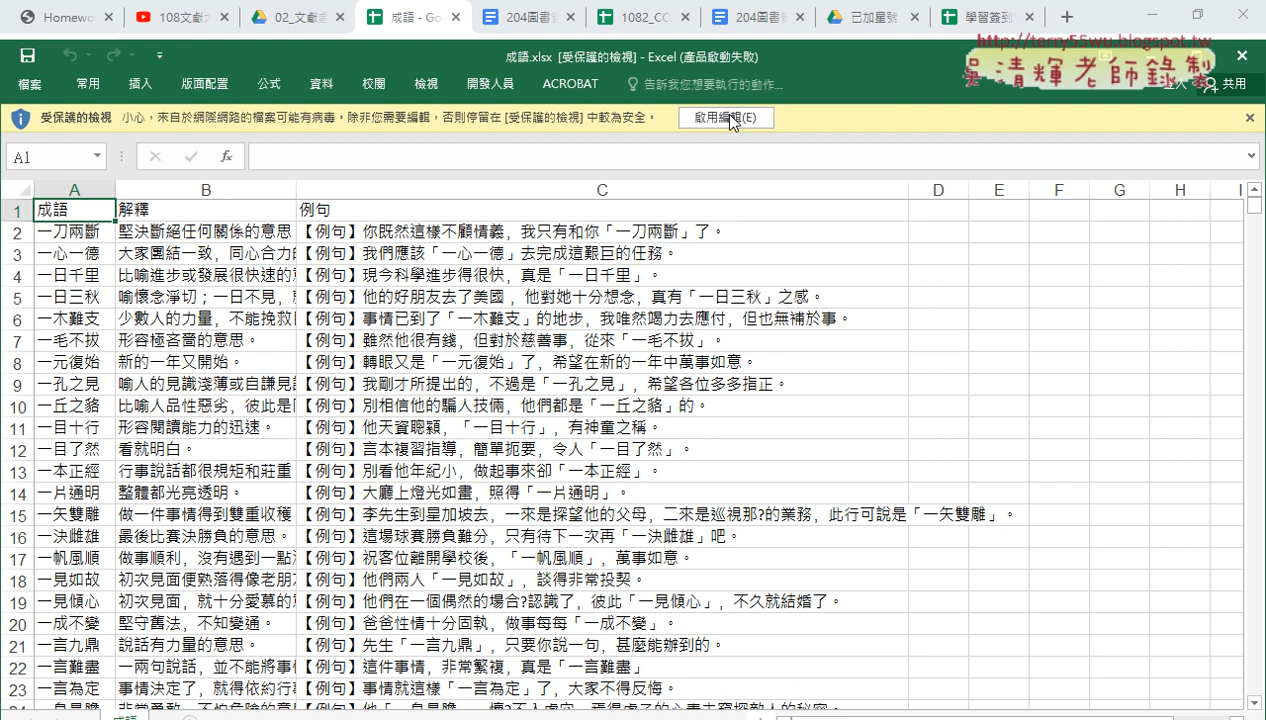 Homewo
108文獻
02_文獻處
成語 - Go
204圖書
1082_CC
204圖書
已加星號
學習簽到
http://terry55wu.blogspot.tw
吳清輝老師錄製
成語.xlsx [受保護的檢視] - Excel (產品啟動失敗)
檔案 常用 插入 版面配置 公式 資料 校閱 檢視 開發人員 ACROBAT 告訴我您想要執行的動作... 登入 共用
受保護的檢視 小心，來自於網際網路的檔案可能有病毒。除非您需要編輯，否則停留在 [受保護的檢視] 中較為安全。 啟用編輯(E)
A1 fx
A B C D E F G H I
1 成語 解釋 例句
2 一刀兩斷 堅決斷絕任何關係的意思 【例句】你既然這樣不顧情義，我只有和你「一刀兩斷」了。
3 一心一德 大家團結一致，同心合力的 【例句】我們應該「一心一德」去完成這艱巨的任務。
4 一日千里 比喻進步或發展很快速的 【例句】現今科學進步得很快，真是「一日千里」。
5 一日三秋 喻懷念淨切；一日不見， 【例句】他的好朋友去了美國 ，他對她十分想念，真有「一日三秋」之感。
6 一木難支 少數人的力量，不能挽救 【例句】事情已到了「一木難支」的地步，我唯然竭力去應付，但也無補於事。
7 一毛不拔 形容極吝嗇的意思。 【例句】雖然他很有錢，但對於慈善事，從來「一毛不拔」。
8 一元復始 新的一年又開始。 【例句】轉眼又是「一元復始」了，希望在新的一年中萬事如意。
9 一孔之見 喻人的見識淺薄或自謙見 【例句】我剛才所提出的，不過是「一孔之見」，希望各位多多指正。
10 一丘之貉 比喻人品性惡劣，彼此是 【例句】別相信他的騙人技倆，他們都是「一丘之貉」的。
11 一目十行 形容閱讀能力的迅速。 【例句】他天資聰穎，「一目十行」，有神童之稱。
12 一目了然 看就明白。 【例句】言本複習指導，簡單扼要，令人「一目了然」。
13 一本正經 行事說話都很規矩和莊重 【例句】別看他年紀小，做起事來卻「一本正經」。
14 一片通明 整體都光亮透明。 【例句】大廳上燈光如晝，照得「一片通明」。
15 一矢雙雕 做一件事情得到雙重收穫 【例句】李先生到星加坡去，一來是探望他的父母，二來是巡視那?的業務，此行可說是「一矢雙雕」。
16 一決雌雄 最後比賽決勝負的意思。 【例句】這場球賽勝負難分，只有待下一次再「一決雌雄」吧。
17 一帆風順 做事順利，沒有遇到一點 【例句】祝客位離開學校後，「一帆風順」，萬事如意。
18 一見如故 初次見面便熟落得像老朋 【例句】他們兩人「一見如故」，談得非常投契。
19 一見傾心 初次見面，就十分愛慕的 【例句】他們在一個偶然的場合?認識了，彼此「一見傾心」，不久就結婚了。
20 一成不變 堅守舊法，不知變通。 【例句】爸爸性情十分固執，做事每每「一成不變」。
21 一言九鼎 說話有力量的意思。 【例句】先生「一言九鼎」，只要你說一句，甚麼能辦到的。
22 一言難盡 一兩句說話，並不能將事 【例句】這件事情，非常繁複，真是「一言難盡」
23 一言為定 事情決定了，就得依約行 【例句】事情就這樣「一言為定」了，大家不得反悔。